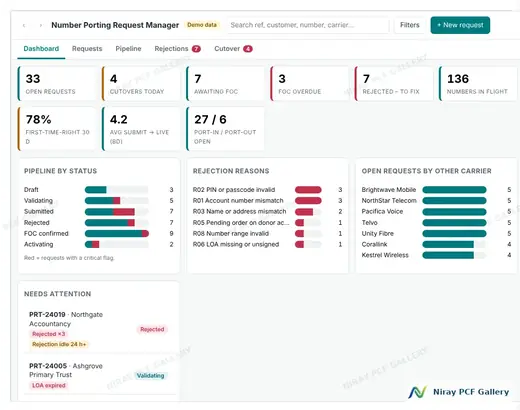 Number Porting Request Manager
Demo data
Search ref, customer, number, carrier...
Filters
+ New request
Dashboard
Requests
Pipeline
Rejections 7
Cutover 4
33
OPEN REQUESTS
4
CUTOVERS TODAY
7
AWAITING FOC
3
FOC OVERDUE
7
REJECTED – TO FIX
136
NUMBERS IN FLIGHT
78%
FIRST-TIME-RIGHT 30
D
4.2
AVG SUBMIT → LIVE
(BD)
27 / 6
PORT-IN / PORT-OUT
OPEN
PIPELINE BY STATUS
Draft 3
Validating 5
Submitted 7
Rejected 7
FOC confirmed 9
Activating 2
Red = requests with a critical flag.
REJECTION REASONS
R02 PIN or passcode invalid 3
R01 Account number mismatch 3
R03 Name or address mismatch 2
R05 Pending order on donor ac... 1
R08 Number range invalid 1
R06 LOA missing or unsigned 1
OPEN REQUESTS BY OTHER CARRIER
Brightwave Mobile 5
NorthStar Telecom 5
Pacifica Voice 5
Telvo 5
Unity Fibre 5
Corallink 4
Kestrel Wireless 4
NEEDS ATTENTION
PRT-24019 · Northgate
Accountancy
Rejected ×3
Rejection idle 24 h+
Rejected
PRT-24005 · Ashgrove
Primary Trust
LOA expired
Validating
NIRAY PCF GALLERY
Niray PCF Gallery